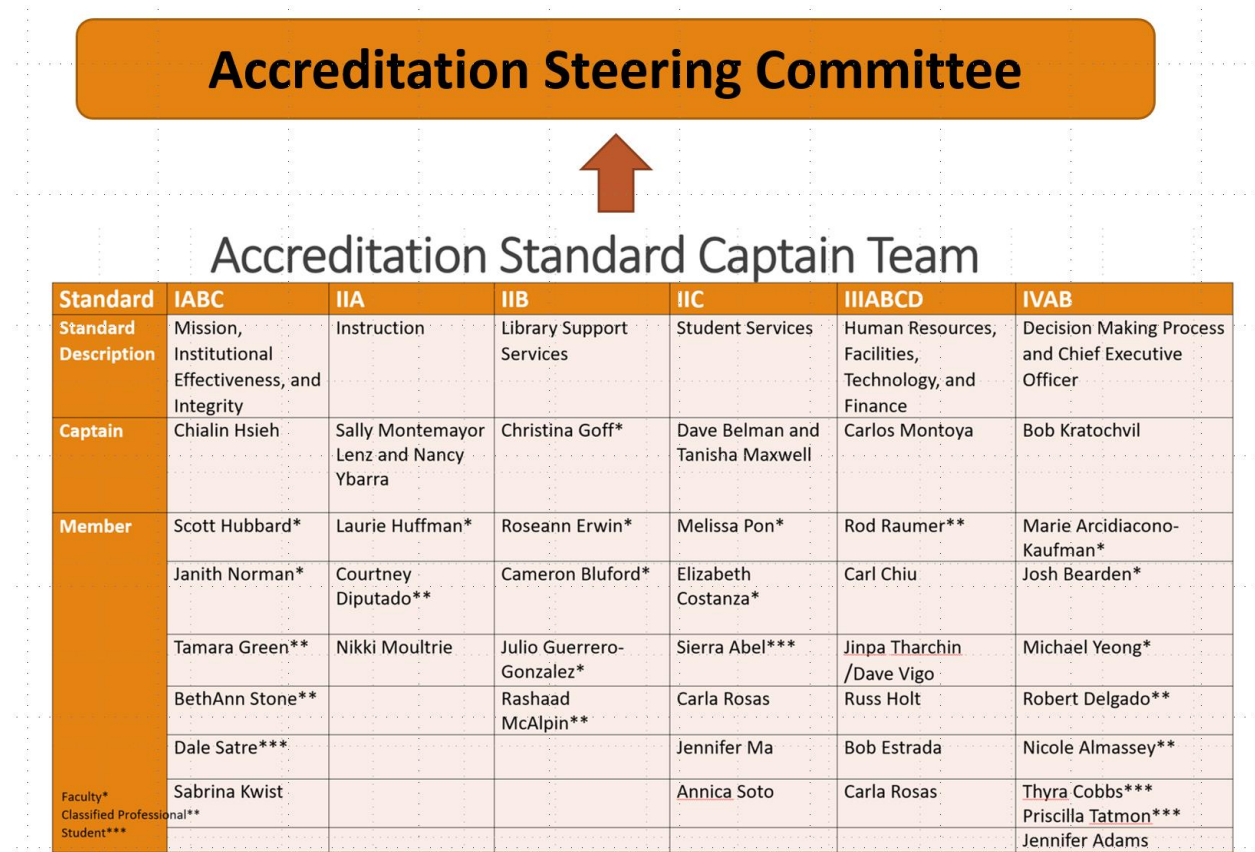 Accreditation Steering Committee
Accreditation Standard Captain Team
Standard IABC IIA IIB IIC IIIABCD IVAB
Standard
Description
Mission,
Institutional
Effectiveness, and
Integrity
Instruction
Library Support
Services
Student Services
Human Resources,
Facilities,
Technology, and
Finance
Decision Making Process
and Chief Executive
Officer
Captain
Chialin Hsieh
Sally Montemayor
Lenz and Nancy
Ybarra
Christina Goff*
Dave Belman and
Tanisha Maxwell
Carlos Montoya
Bob Kratochvil
Member
Scott Hubbard*
Laurie Huffman*
Roseann Erwin*
Melissa Pon*
Rod Raumer**
Marie Arcidiacono-
Kaufman*
Janith Norman*
Courtney
Diputado**
Cameron Bluford*
Elizabeth
Costanza*
Carl Chiu
Josh Bearden*
Tamara Green**
Nikki Moultrie
Julio Guerrero-
Gonzalez*
Sierra Abel***
Jinpa Tharchin
/Dave Vigo
Michael Yeong*
BethAnn Stone**
Rashaad
McAlpin**
Carla Rosas
Russ Holt
Robert Delgado**
Dale Satre***
Jennifer Ma
Bob Estrada
Nicole Almassey**
Faculty*
Classified Professional**
Student***
Sabrina Kwist
Annica Soto
Carla Rosas
Thyra Cobbs***
Priscilla Tatmon***
Jennifer Adams